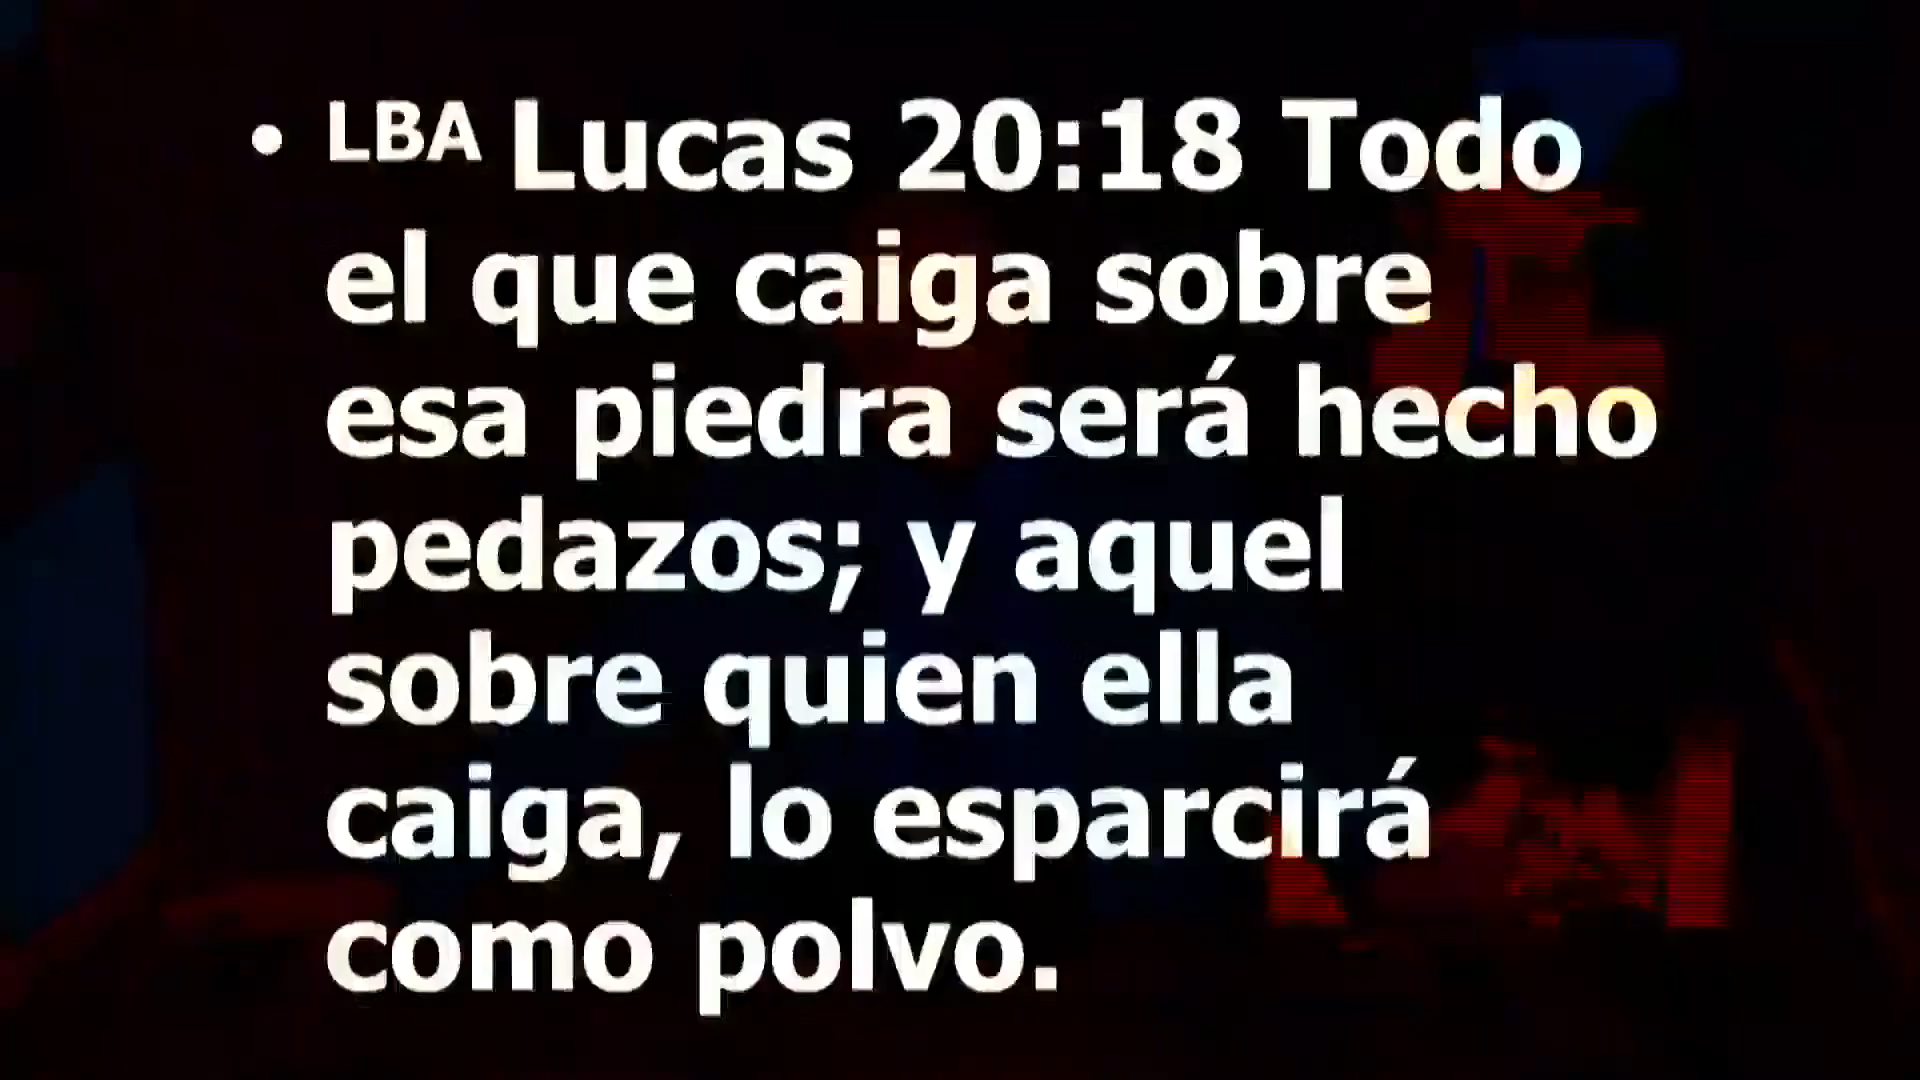 • LBA Lucas 20:18 Todo
el que caiga sobre
esa piedra será hecho
pedazos; y aquel
sobre quien ella
caiga, lo esparcirá
como polvo.